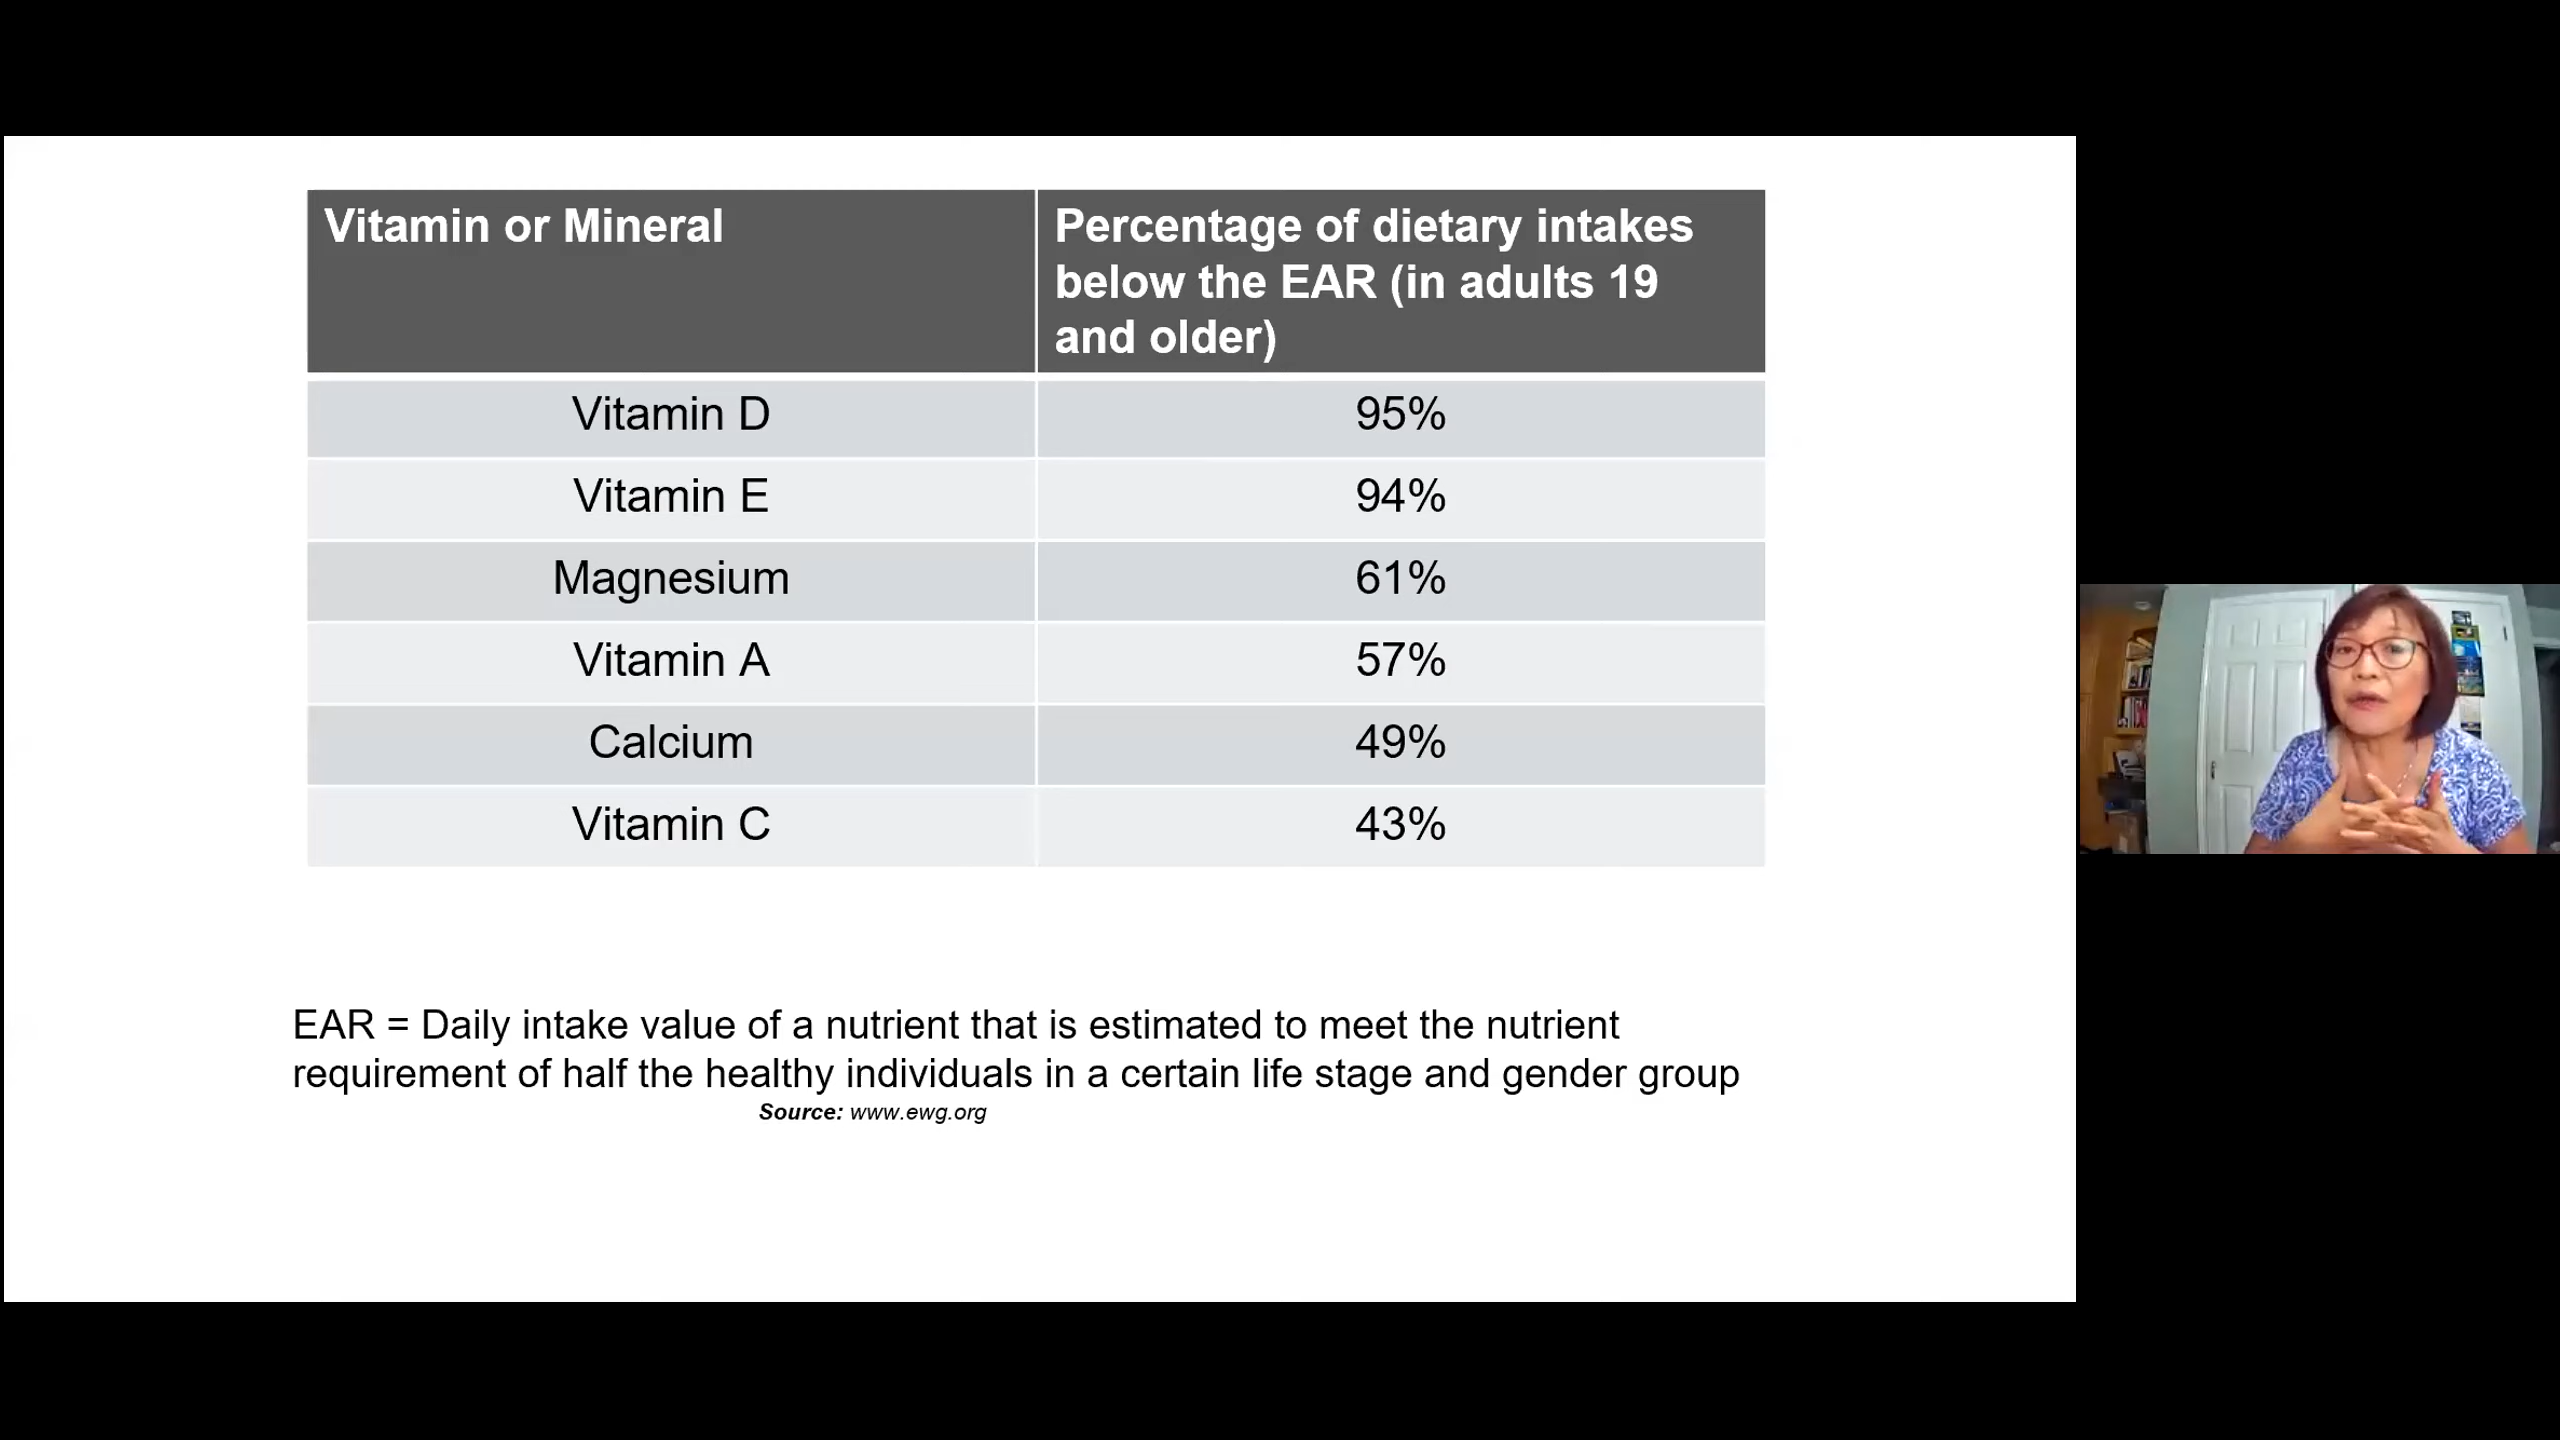 Vitamin or Mineral
Percentage of dietary intakes
below the EAR (in adults 19
and older)
Vitamin D 95%
Vitamin E 94%
Magnesium 61%
Vitamin A 57%
Calcium 49%
Vitamin C 43%
EAR = Daily intake value of a nutrient that is estimated to meet the nutrient
requirement of half the healthy individuals in a certain life stage and gender group
Source: www.ewg.org